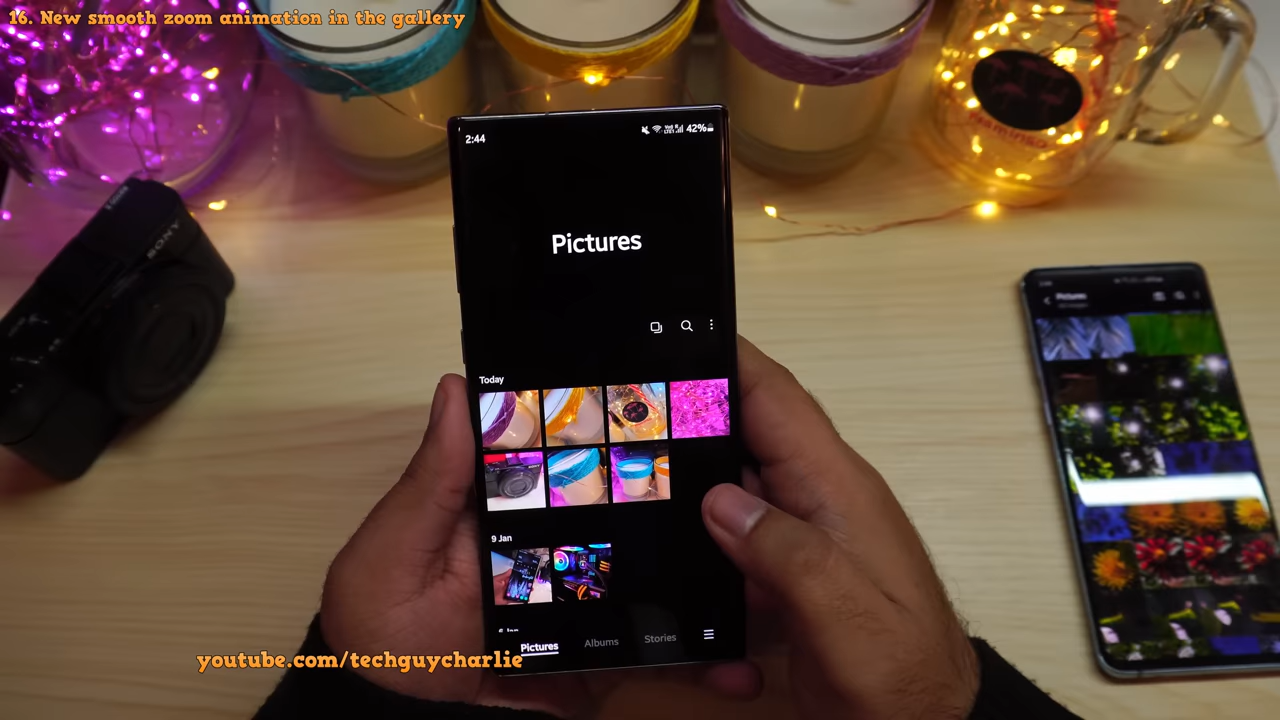 16. New smooth zoom animation in the gallery
2:44
42%
Pictures
Today
9 Jan
Pictures Albums Stories
SONY
Pictures
youtube.com/techguycharlie